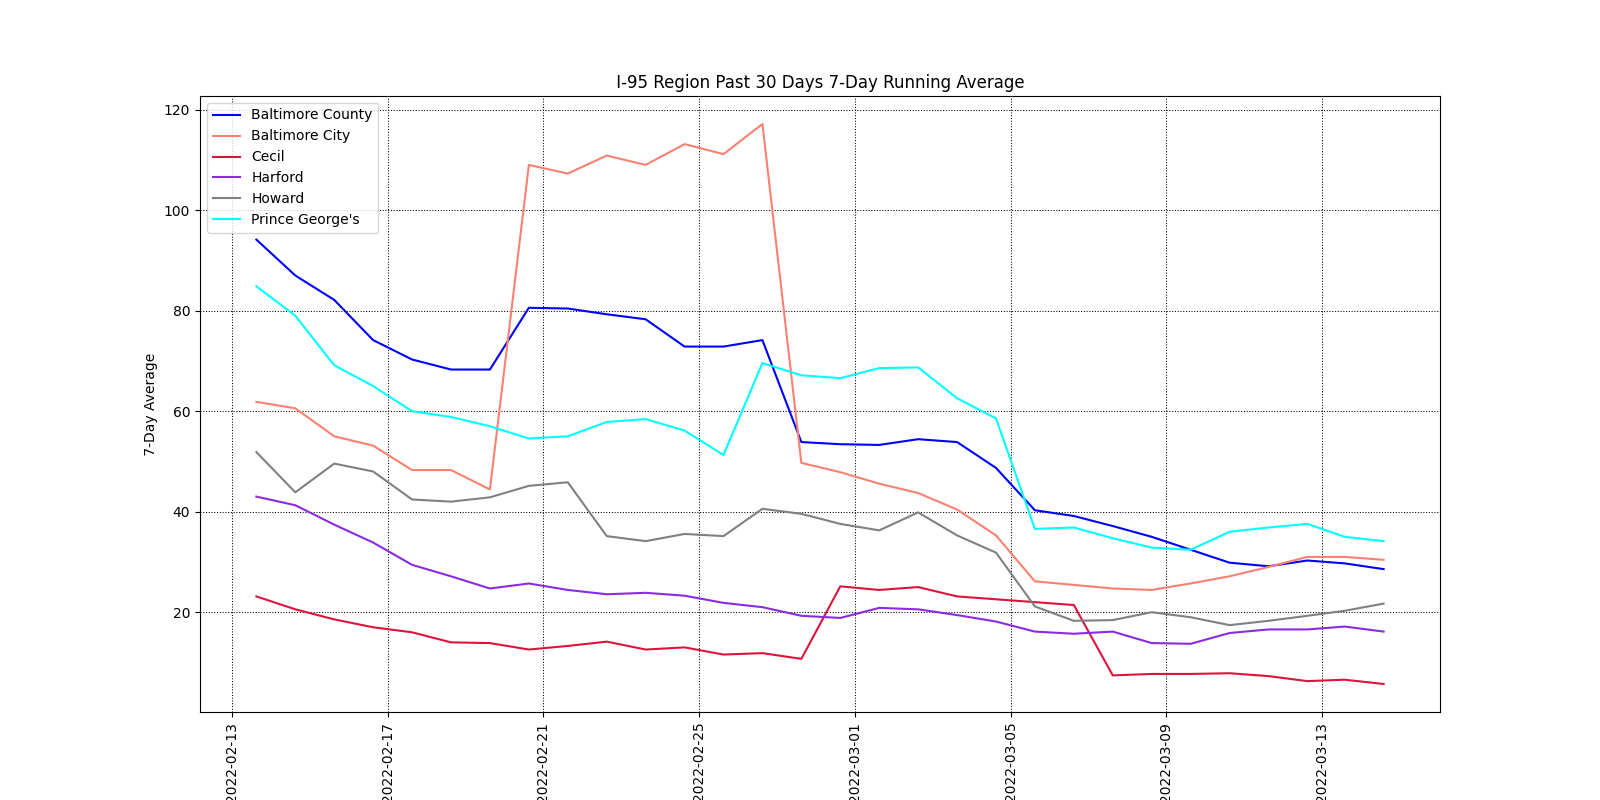 I-95 Region Past 30 Days 7-Day Running Average
120
100
80
60
40
20
7-Day Average
Baltimore County
Baltimore City
Cecil
Harford
Howard
Prince George's
2022-02-13
2022-02-17
2022-02-21
2022-02-25
2022-03-01
2022-03-05
2022-03-09
2022-03-13